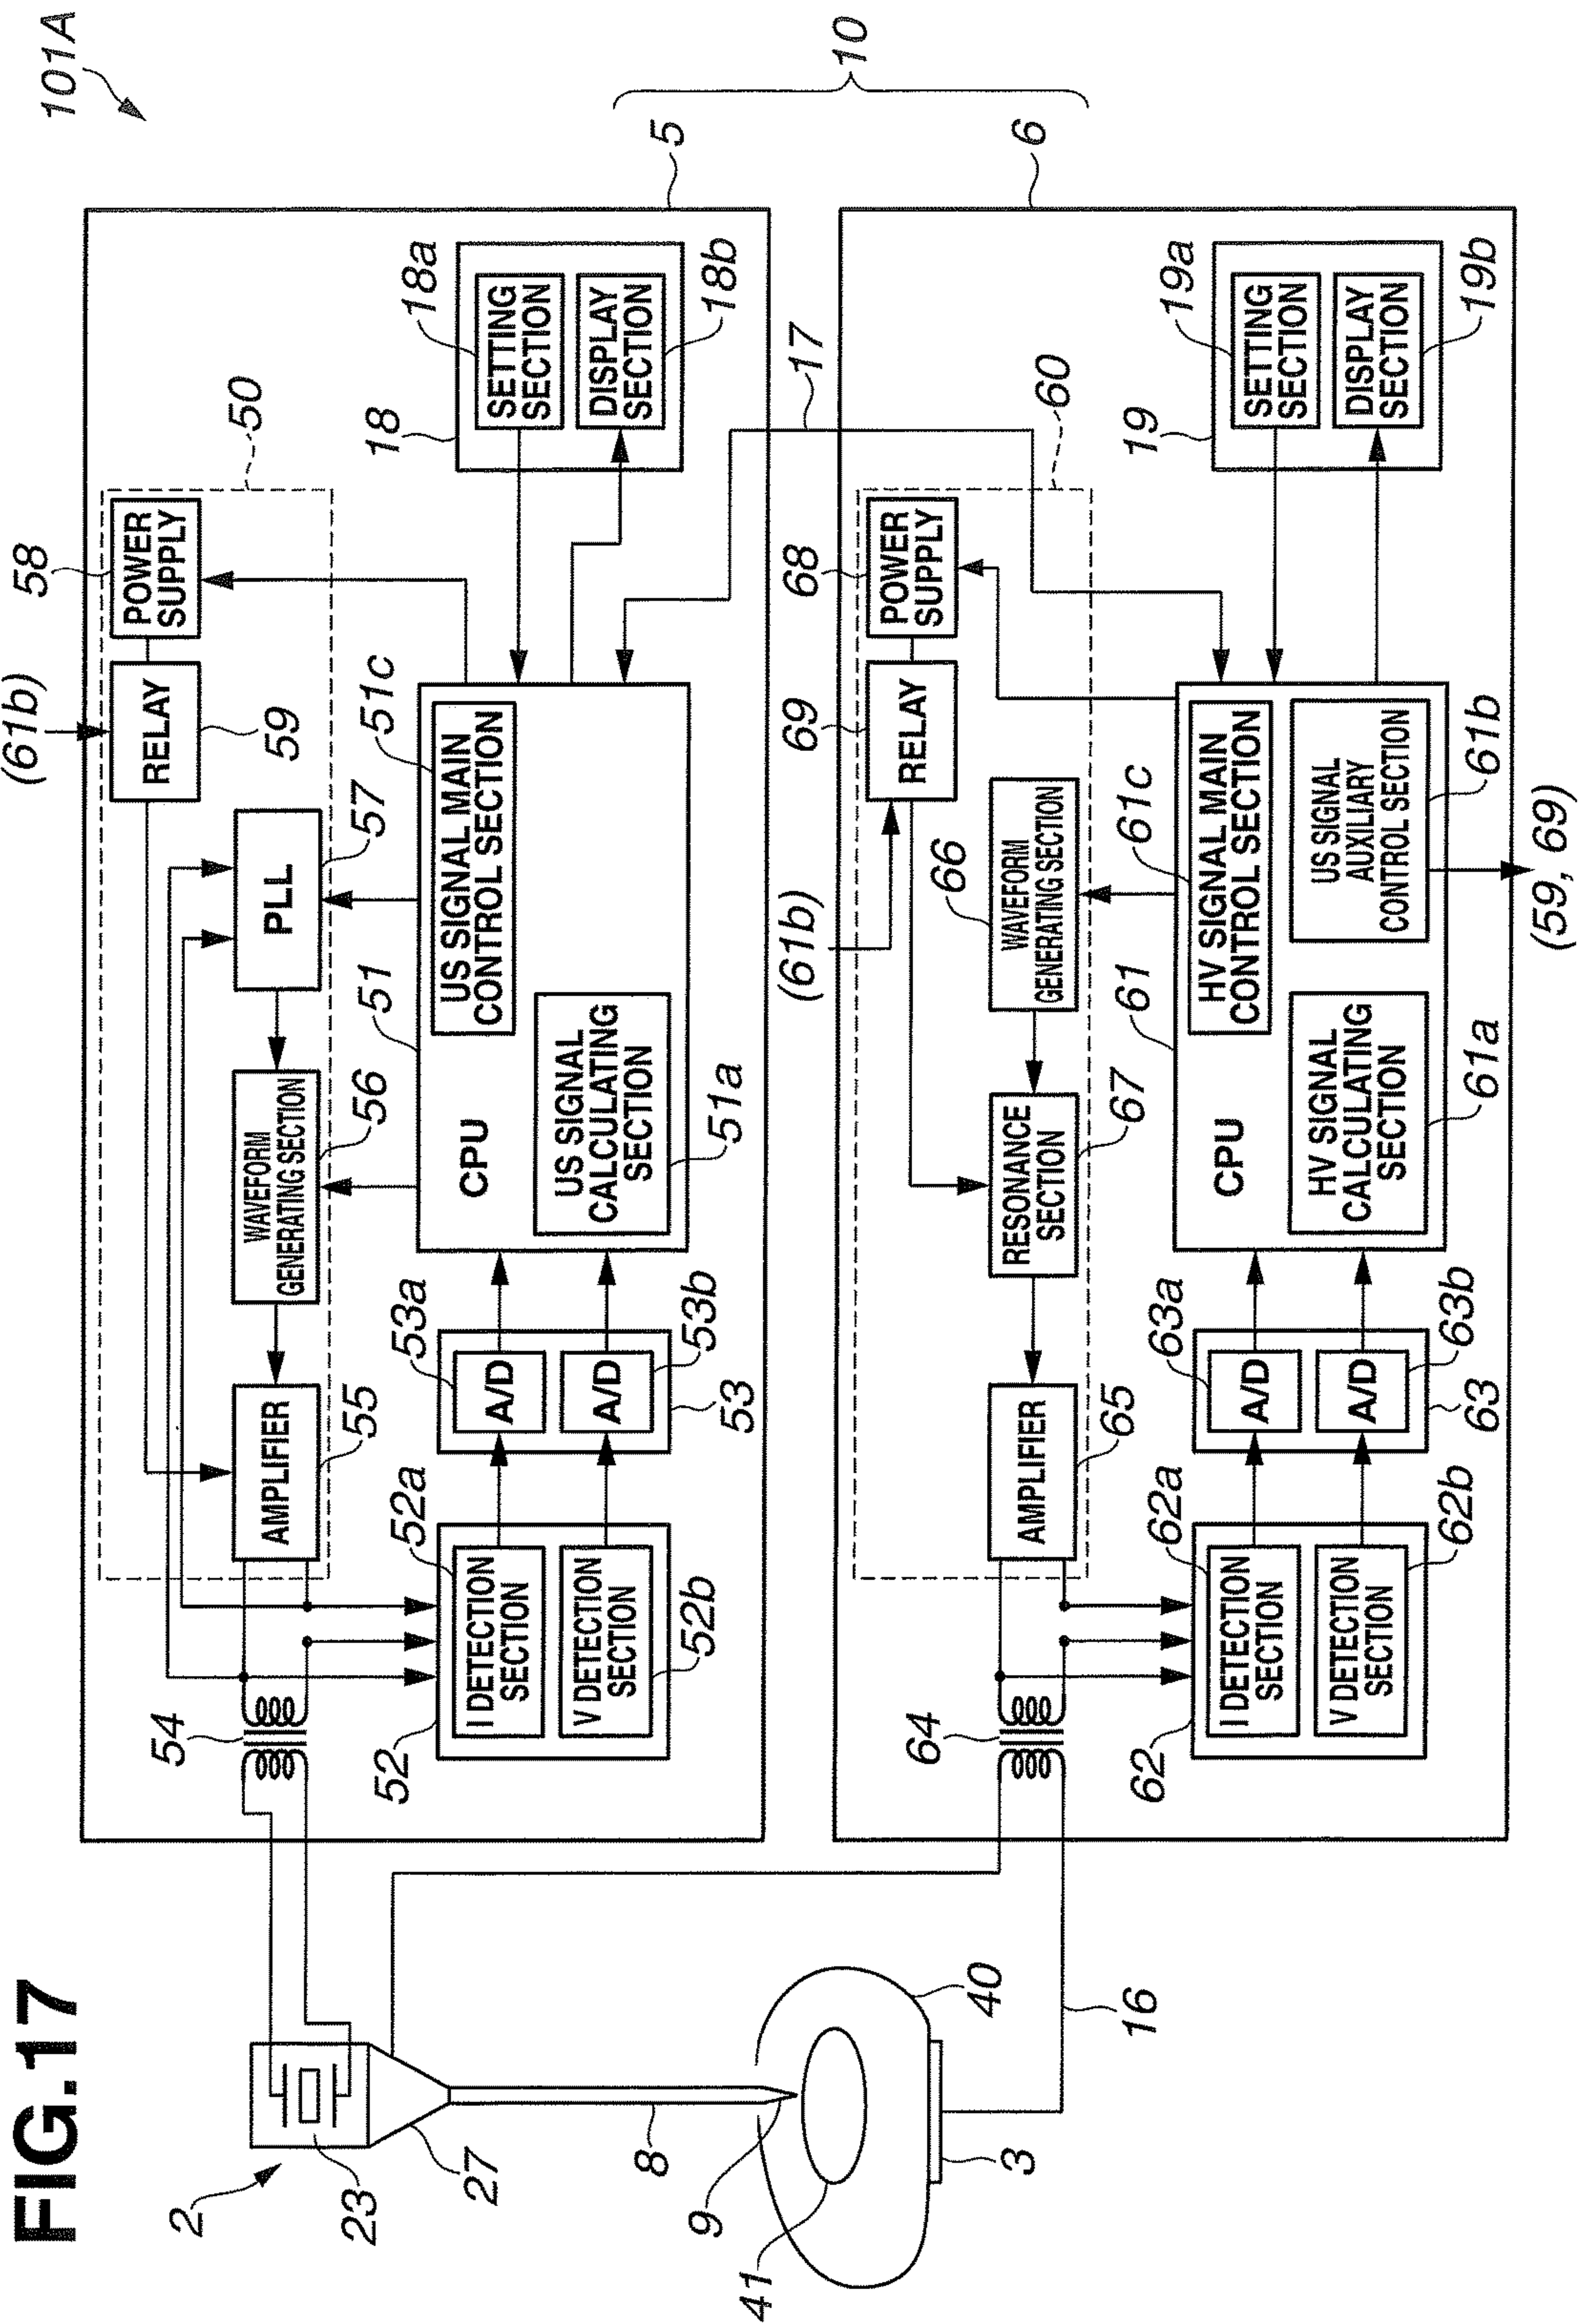 FIG.17
101A
10
5
6
58
(61b)
POWER
SUPPLY
50
RELAY
59
PLL
57
WAVEFORM
GENERATING SECTION
56
AMPLIFIER
55
54
18
18a
SETTING
SECTION
DISPLAY
SECTION
18b
51c
US SIGNAL MAIN
CONTROL SECTION
51
CPU
US SIGNAL
CALCULATING
SECTION
51a
53a
A/D
A/D
53b
53
52a
I DETECTION
SECTION
V DETECTION
SECTION
52b
52
17
68
POWER
SUPPLY
60
69
RELAY
(61b)
66
WAVEFORM
GENERATING SECTION
RESONANCE
SECTION
67
AMPLIFIER
65
64
19
19a
SETTING
SECTION
DISPLAY
SECTION
19b
61c
HV SIGNAL MAIN
CONTROL SECTION
US SIGNAL
AUXILIARY
CONTROL SECTION
61b
(59, 69)
61
CPU
HV SIGNAL
CALCULATING
SECTION
61a
63a
A/D
A/D
63b
63
62a
I DETECTION
SECTION
V DETECTION
SECTION
62b
62
2
23
27
8
9
41
40
3
16